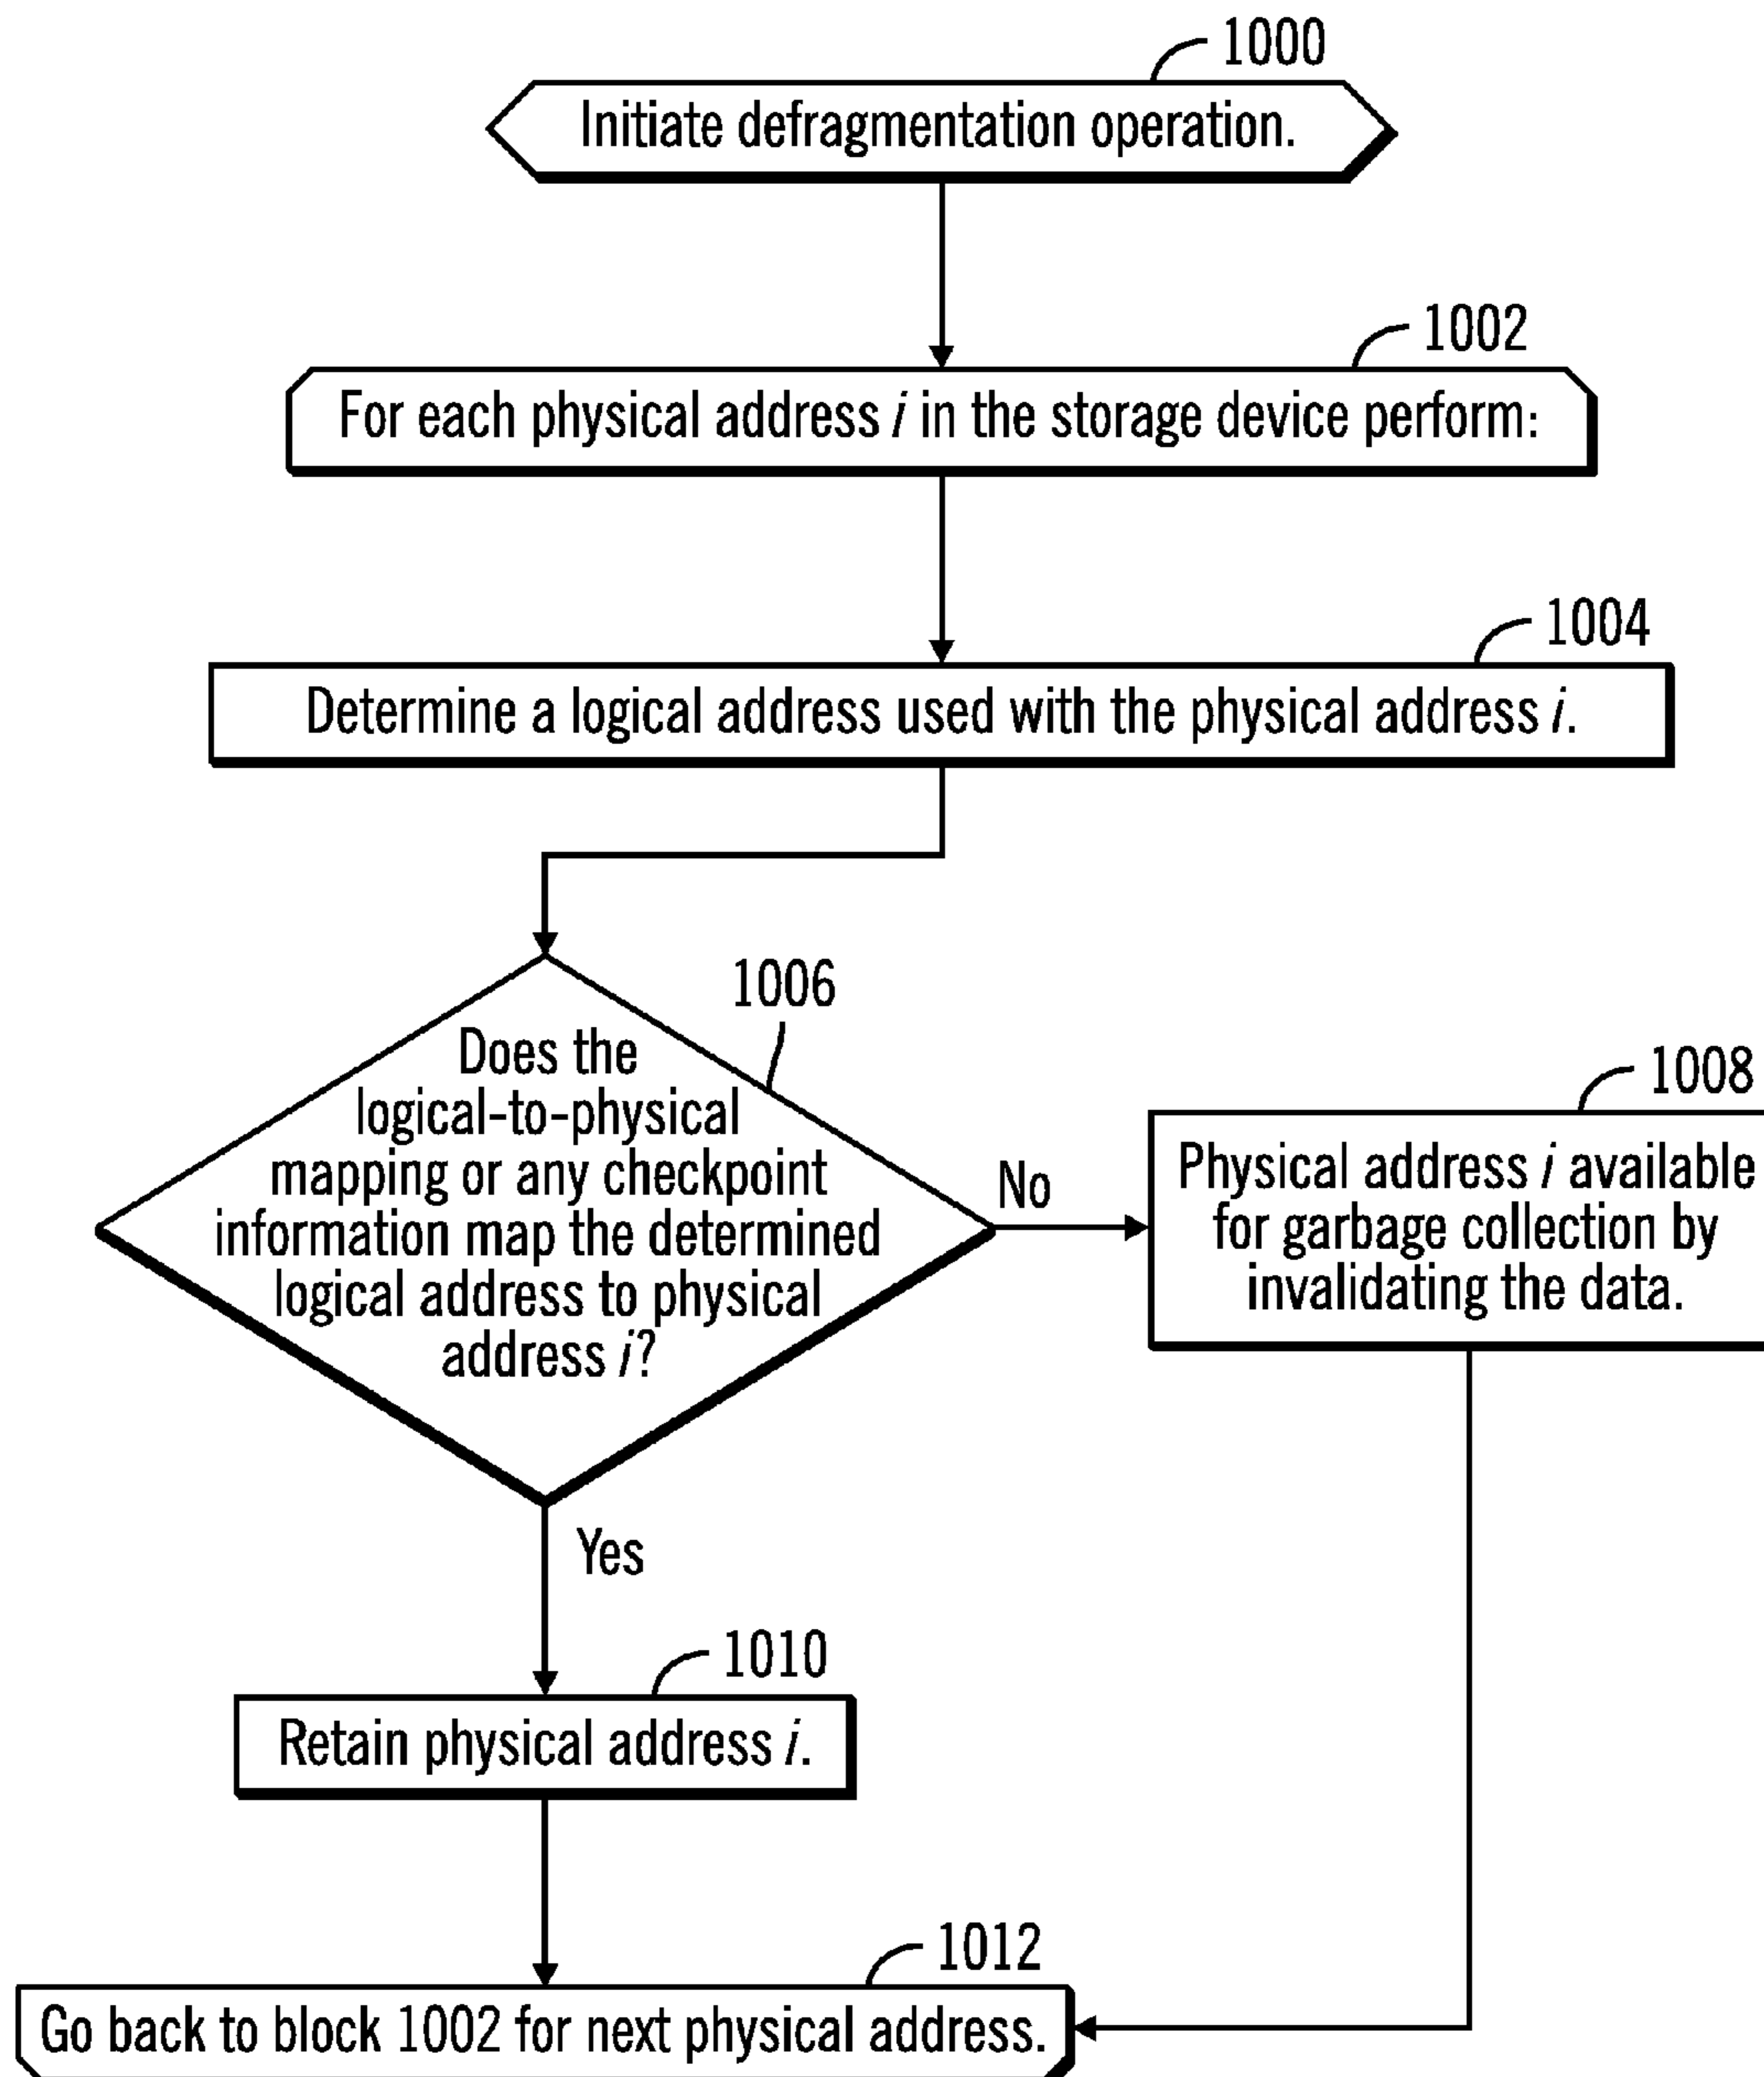 1000
Initiate defragmentation operation.
1002
For each physical address i in the storage device perform:
1004
Determine a logical address used with the physical address i.
1006
Does the
logical-to-physical
mapping or any checkpoint
information map the determined
logical address to physical
address i?
No
1008
Physical address i available
for garbage collection by
invalidating the data.
Yes
1010
Retain physical address i.
1012
Go back to block 1002 for next physical address.